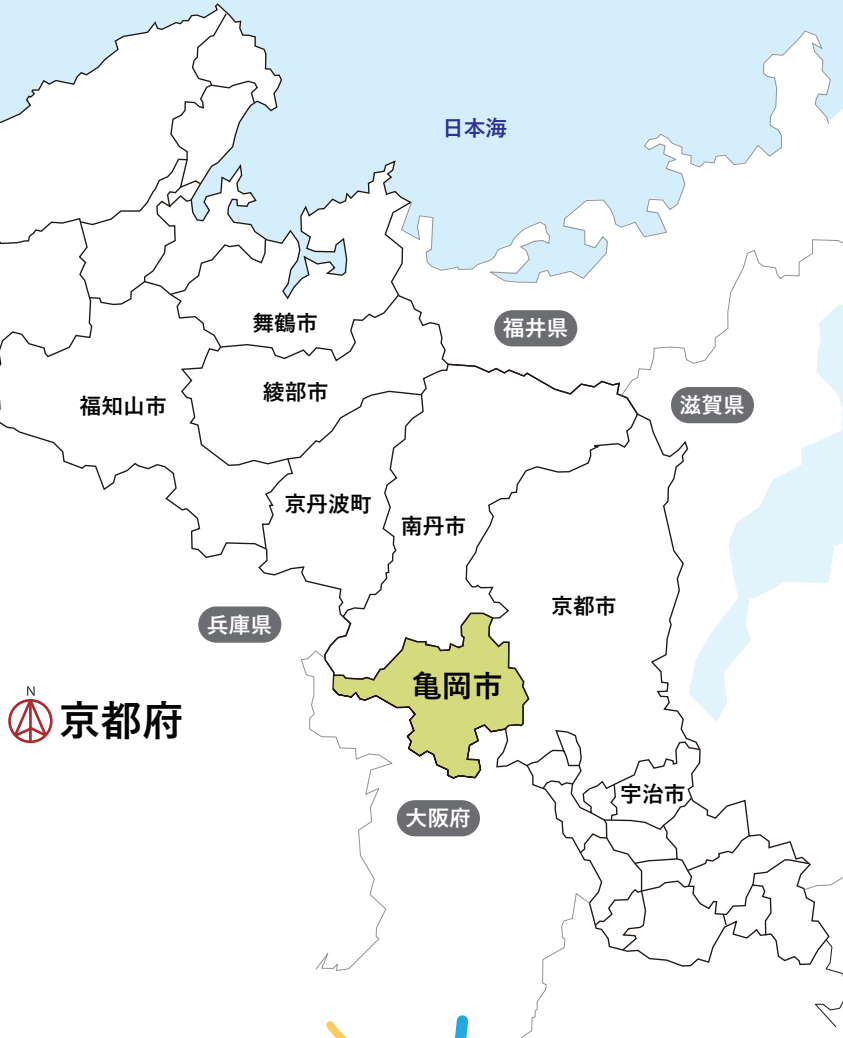 日本海
舞鶴市
福井県
綾部市
福知山市
滋賀県
京丹波町
南丹市
京都市
兵庫県
亀岡市
N
京都府
宇治市
大阪府